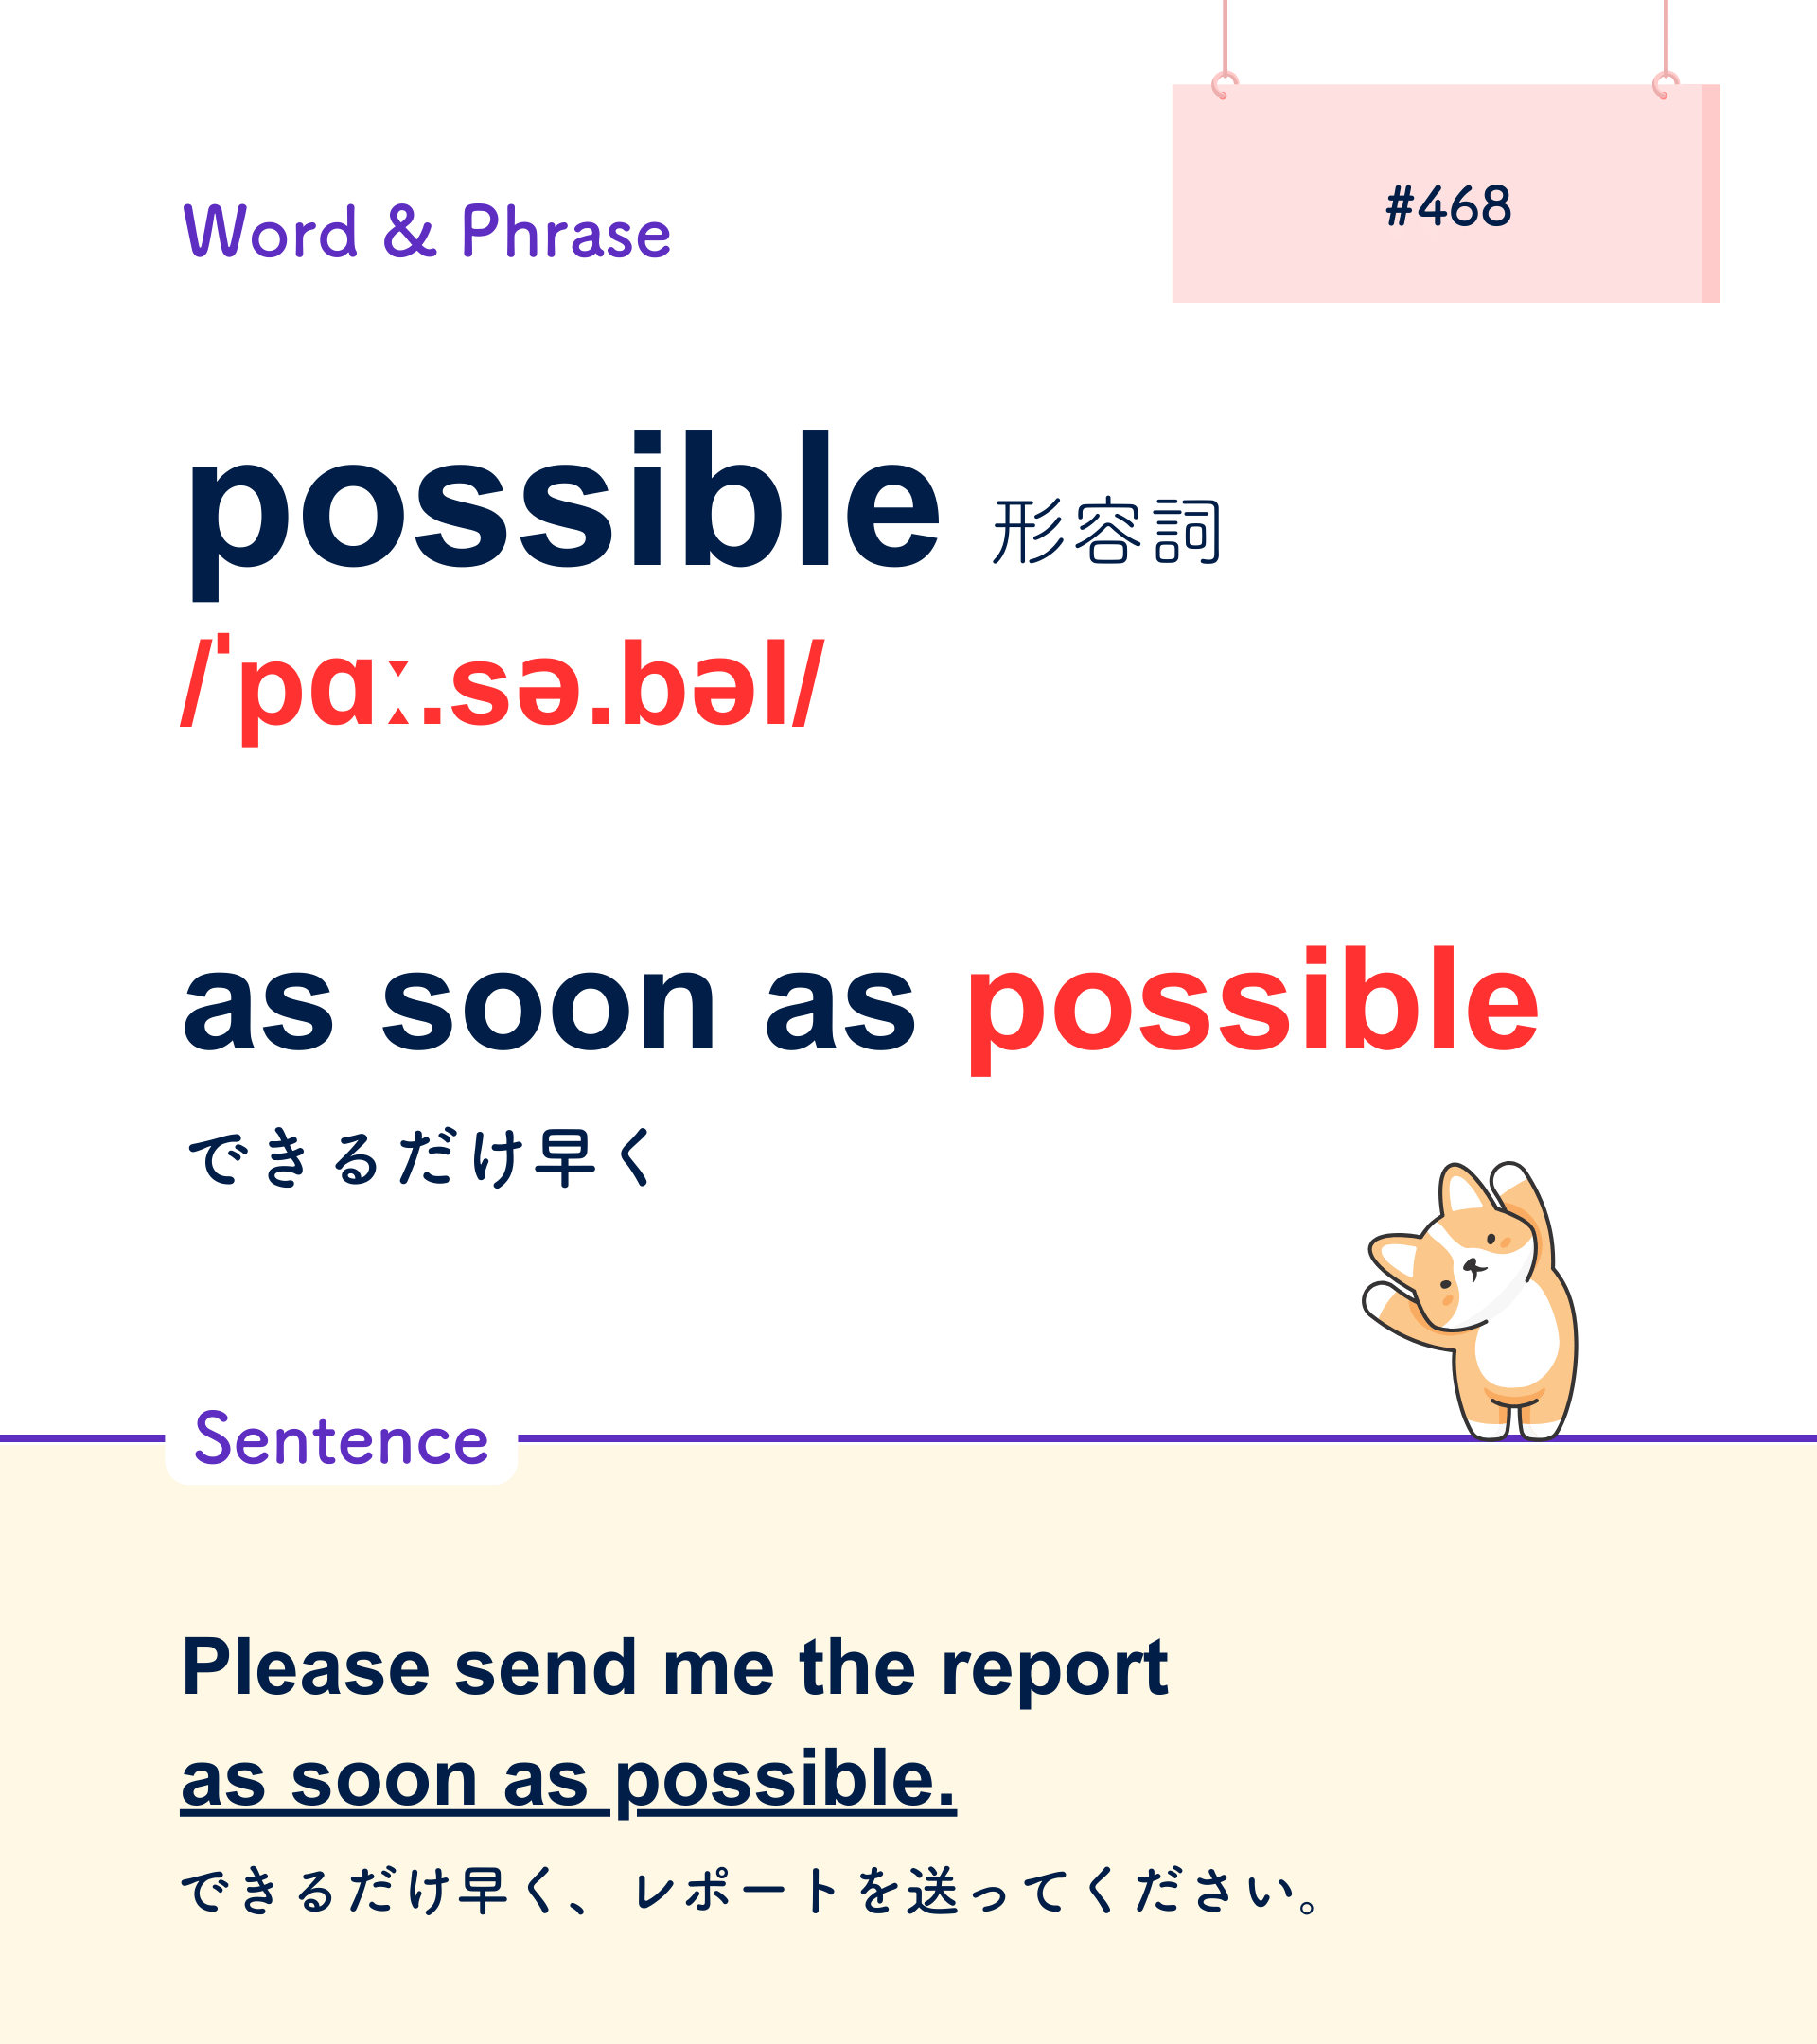 Word & Phrase
#468
possible 形容詞
/ˈpɑː.sə.bəl/
as soon as possible
できるだけ早く
Sentence
Please send me the report
as soon as possible.
できるだけ早く、レポートを送ってください。